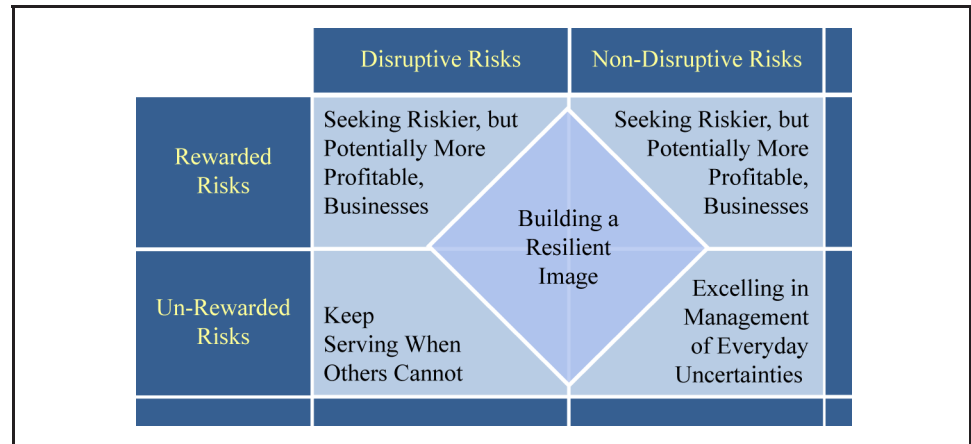 Disruptive Risks
Non-Disruptive Risks
Rewarded
Risks
Seeking Riskier, but
Potentially More
Profitable,
Businesses
Seeking Riskier, but
Potentially More
Profitable,
Businesses
Building a
Resilient
Image
Un-Rewarded
Risks
Keep
Serving When
Others Cannot
Excelling in
Management
of Everyday
Uncertainties